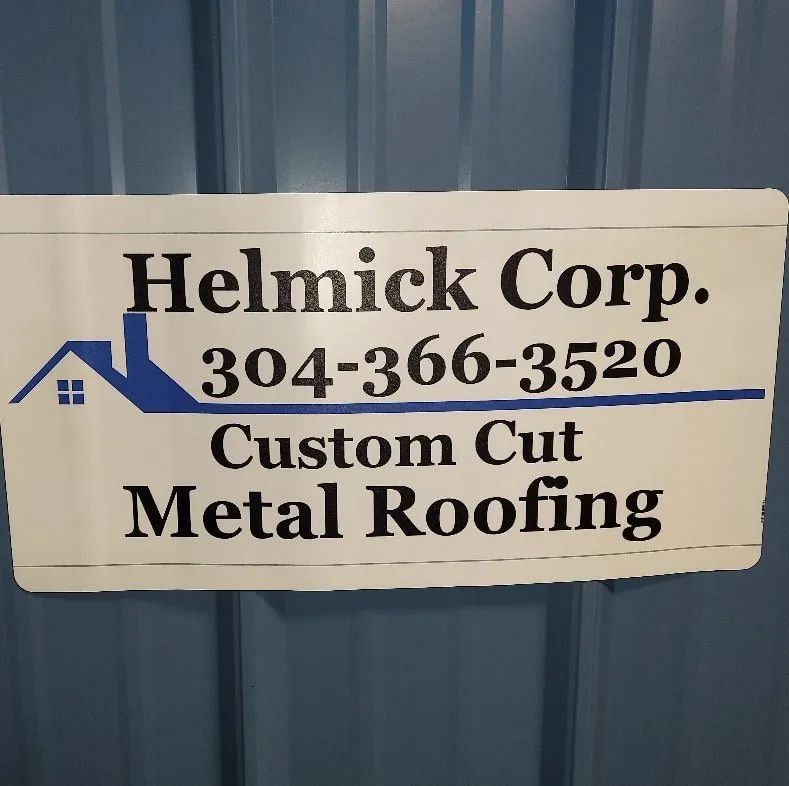 Helmick Corp.
304-366-3520
Custom Cut
Metal Roofing